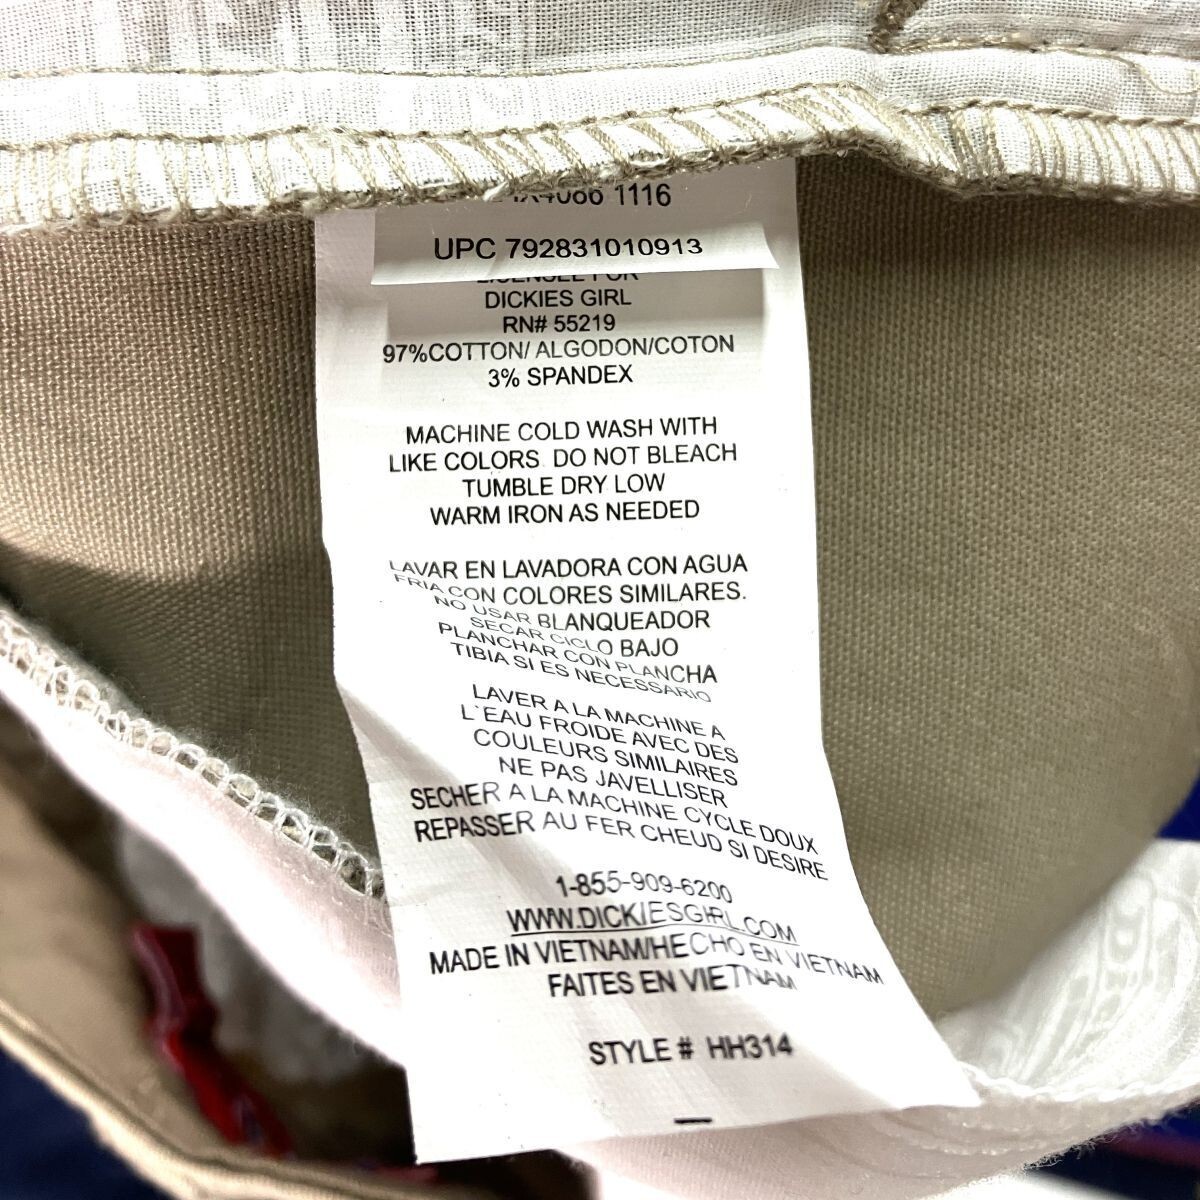 1116
UPC 792831010913
DICKIES GIRL
RN# 55219
97%COTTON/ ALGODON/COTON
3% SPANDEX
MACHINE COLD WASH WITH
LIKE COLORS. DO NOT BLEACH
TUMBLE DRY LOW
WARM IRON AS NEEDED
LAVAR EN LAVADORA CON AGUA
FRIA CON COLORES SIMILARES.
NO USAR BLANQUEADOR
SECAR CICLO BAJO
PLANCHAR CON PLANCHA
TIBIA SI ES NECESSARIO
LAVER A LA MACHINE A
L`EAU FROIDE AVEC DES
COULEURS SIMILAIRES
NE PAS JAVELLISER
SECHER A LA MACHINE CYCLE DOUX
REPASSER AU FER CHEUD SI DESIRE
1-855-909-6200
WWW.DICKIESGIRL.COM
MADE IN VIETNAM/HECHO EN VIETNAM
FAITES EN VIETNAM
STYLE # HH314